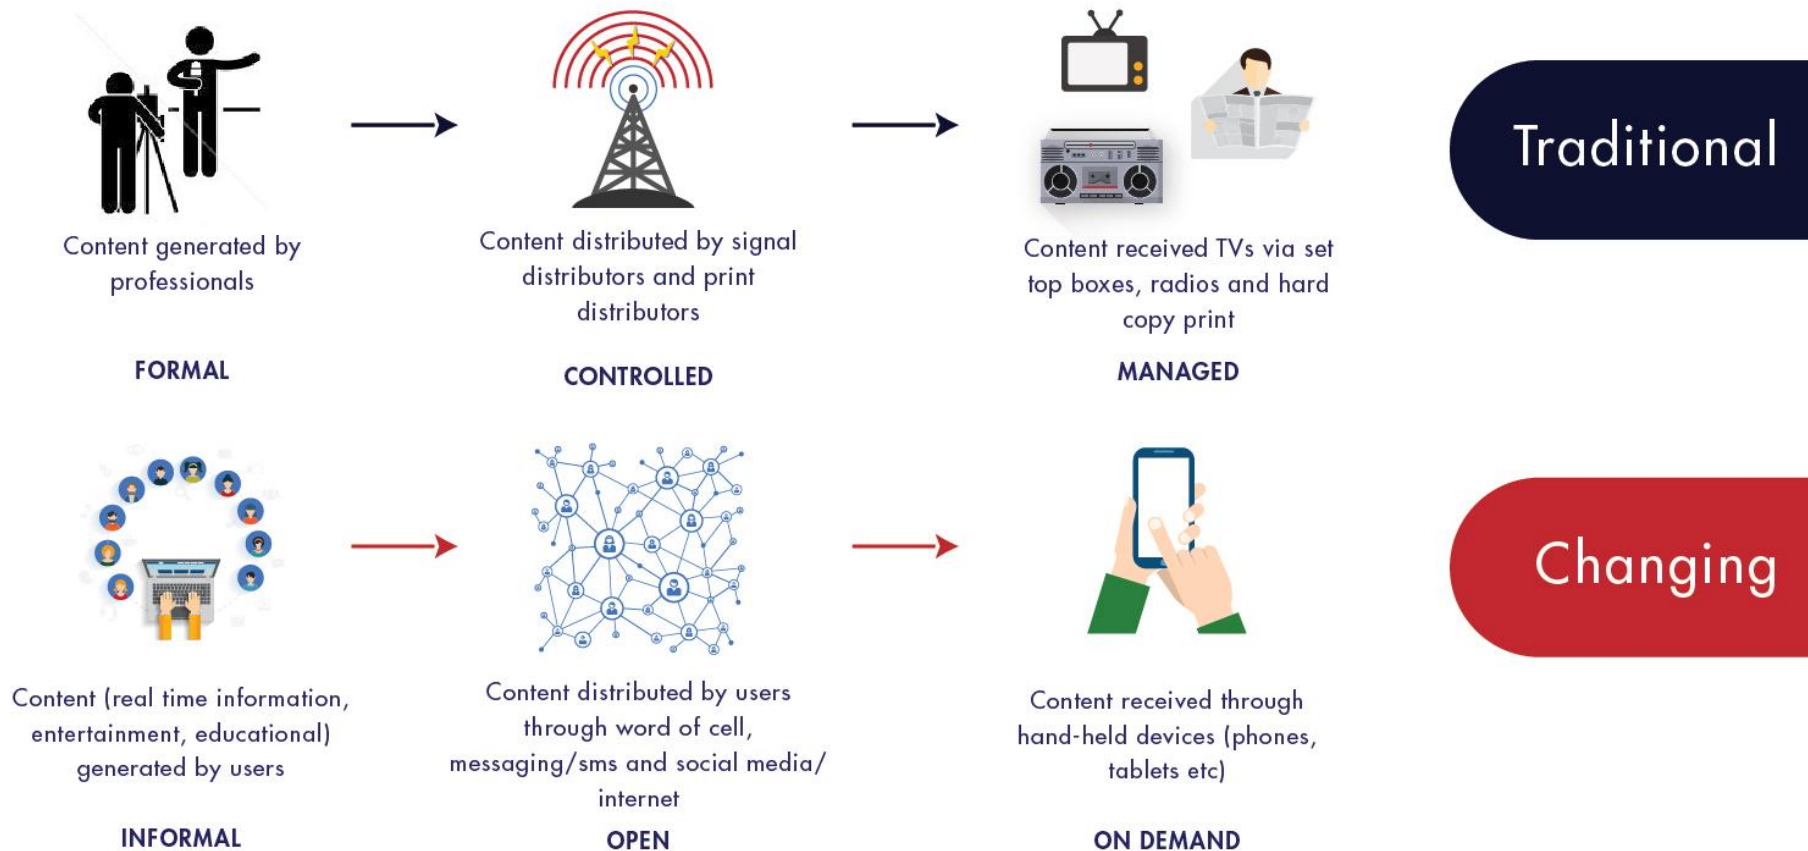 Content generated by
professionals
FORMAL
Content distributed by signal
distributors and print
distributors
CONTROLLED
Content received TVs via set
top boxes, radios and hard
copy print
MANAGED
Traditional
Content (real time information,
entertainment, educational)
generated by users
INFORMAL
Content distributed by users
through word of cell,
messaging/sms and social media/
internet
OPEN
Content received through
hand-held devices (phones,
tablets etc)
ON DEMAND
Changing